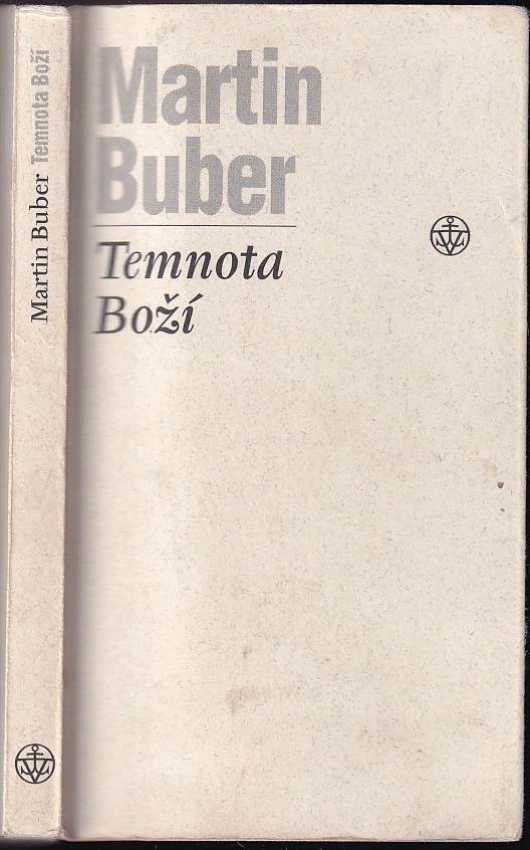 Martin Buber Temnota Boží
Martin
Buber
Temnota
Boží